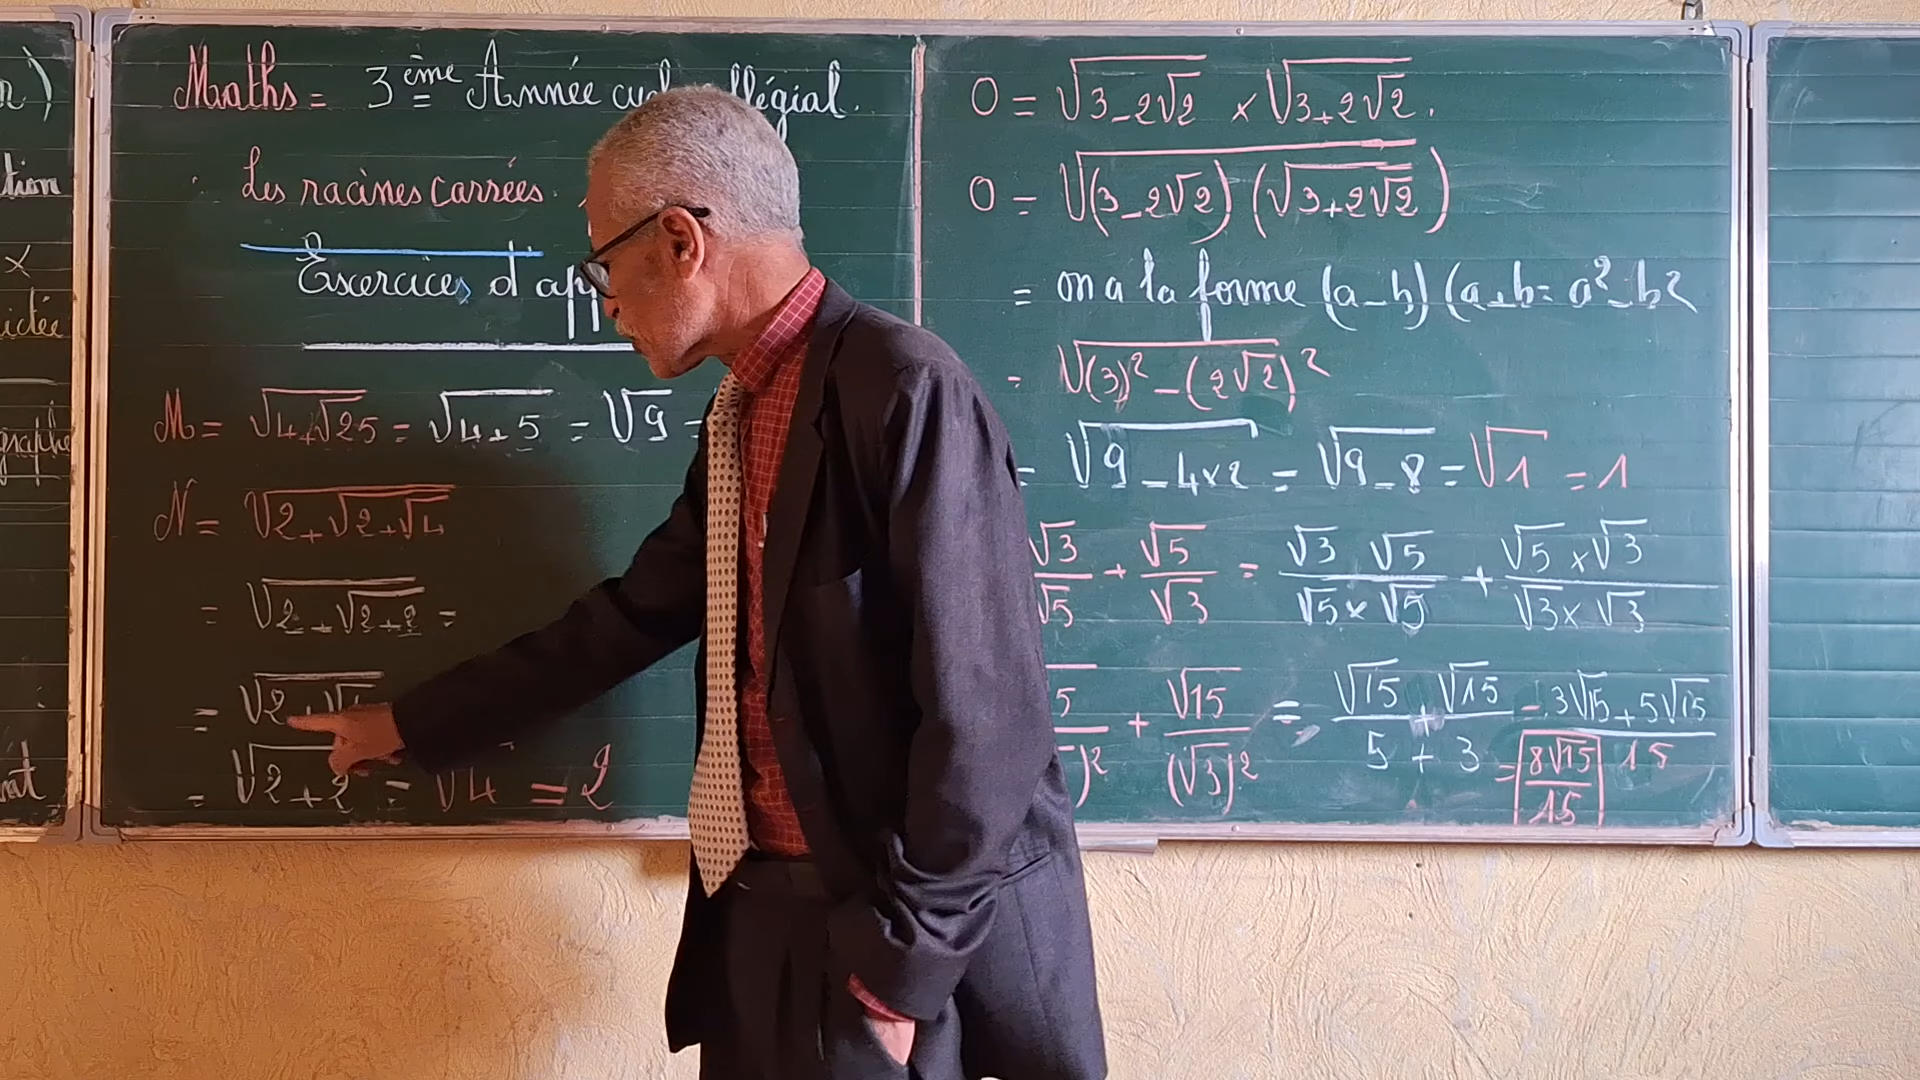 Maths = 3ème Année
Les racines carrées
Exercices d'app
M = √(4+√25) = √(4+5) = √9 =
N = √(2+√(2+√4))
= √(2+√(2+2)) =
= √(2+√4)
= √(2+2) = √4 = 2
O = √(3-2√2) × √(3+2√2).
O = √((3-2√2)(√(3+2√2)))
= on a la forme (a-b)(a+b= a²-b²
= √((3)²-(2√2)²)
= √(9-4×2) = √(9-8) = √1 = 1
√3/√5 + √5/√3 = √3 √5/√5×√5 + √5×√3/√3×√3
5/)² + √15/(√3)² = √15+√15/5+3 = 3√15+5√15/15
= 8√15/15